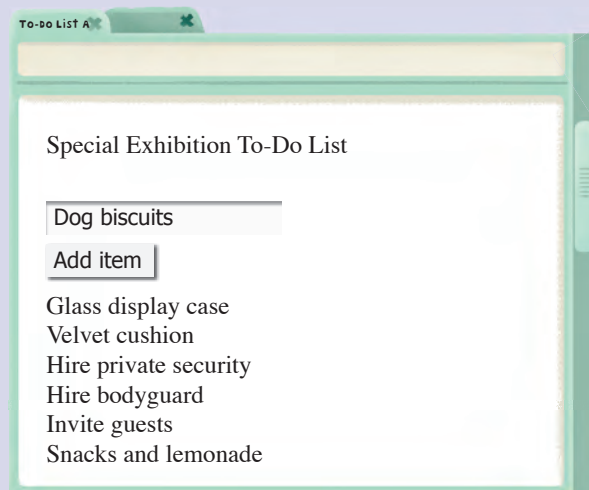 To-Do List A
Special Exhibition To-Do List
Dog biscuits
Add item
Glass display case
Velvet cushion
Hire private security
Hire bodyguard
Invite guests
Snacks and lemonade